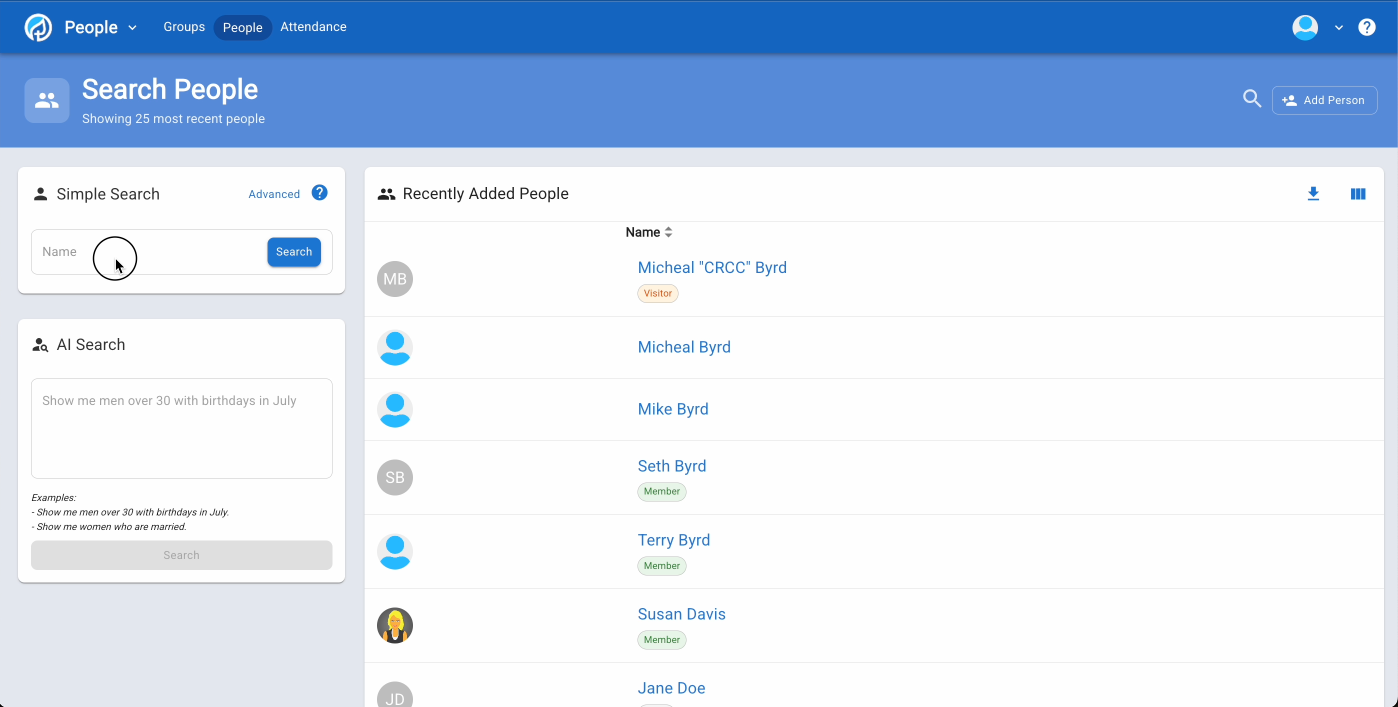 People
Groups
People
Attendance
?
Search People
Showing 25 most recent people
Add Person
Simple Search
Advanced
?
Name
Search
AI Search
Show me men over 30 with birthdays in July
Examples:
- Show me men over 30 with birthdays in July.
- Show me women who are married.
Search
Recently Added People
Name
MB
Micheal "CRCC" Byrd
Visitor
Micheal Byrd
Mike Byrd
SB
Seth Byrd
Member
Terry Byrd
Member
Susan Davis
Member
JD
Jane Doe